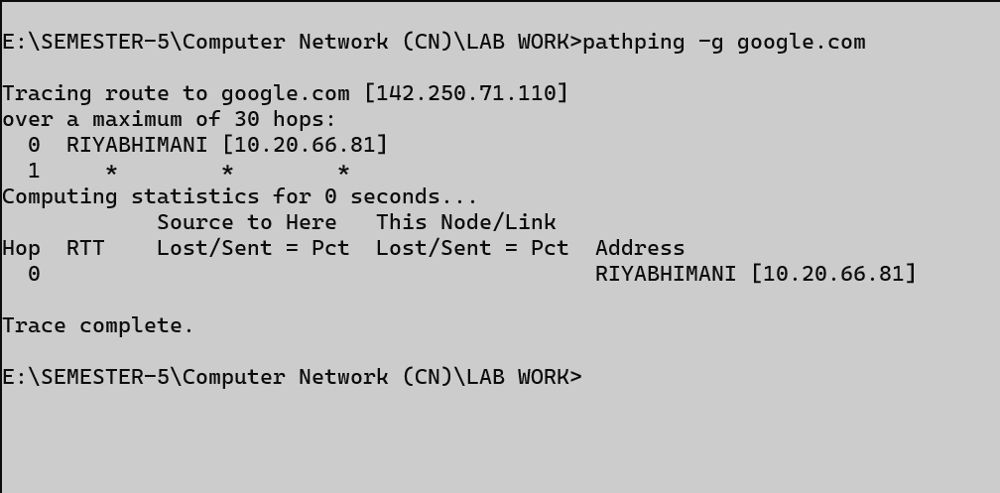 E:\SEMESTER-5\Computer Network (CN)\LAB WORK>pathping -g google.com
Tracing route to google.com [142.250.71.110]
over a maximum of 30 hops:
  0  RIYABHIMANI [10.20.66.81]
  1     *        *        *
Computing statistics for 0 seconds...
            Source to Here   This Node/Link
Hop  RTT    Lost/Sent = Pct  Lost/Sent = Pct  Address
  0                                           RIYABHIMANI [10.20.66.81]
Trace complete.
E:\SEMESTER-5\Computer Network (CN)\LAB WORK>